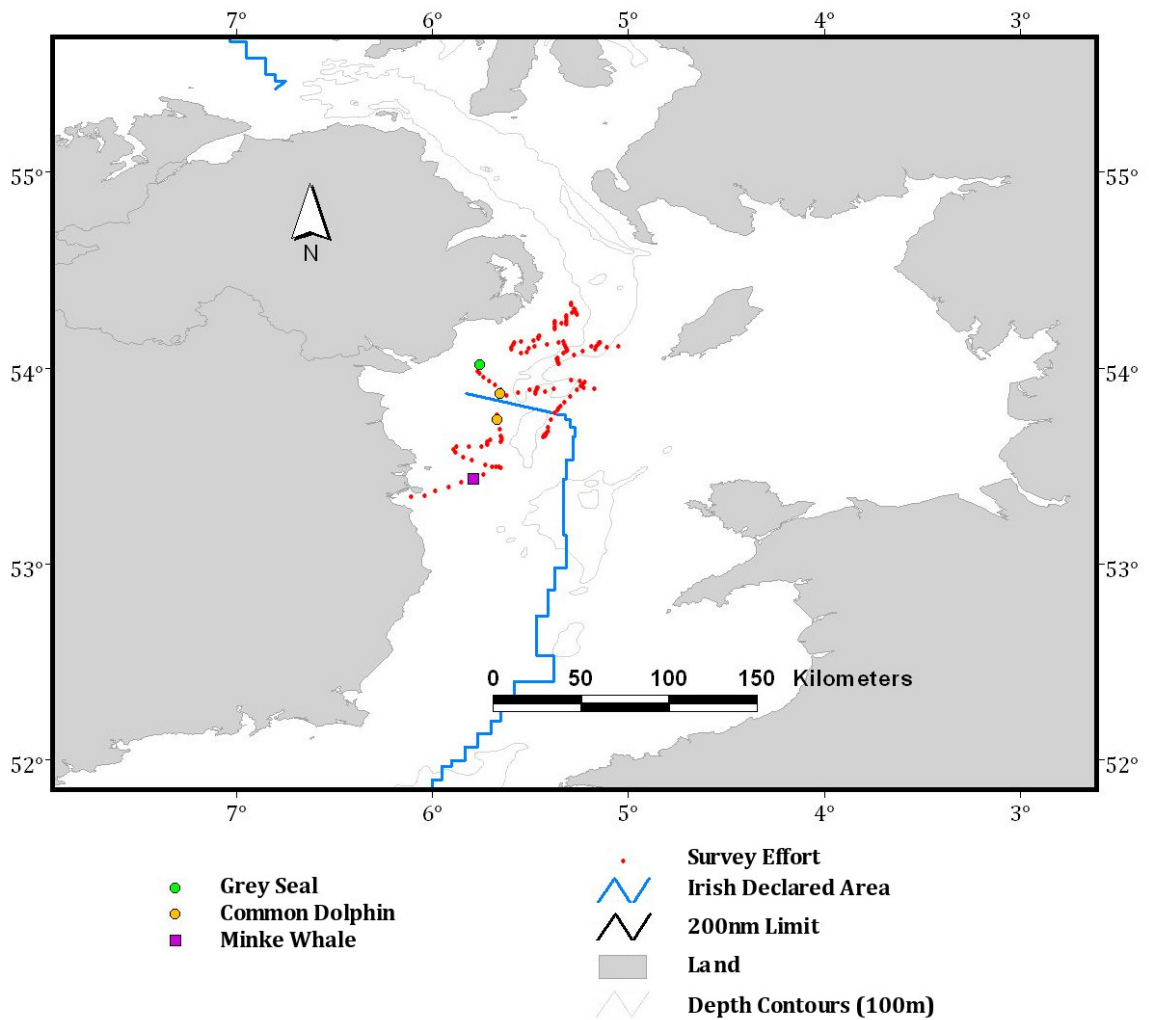 7° 6° 5° 4° 3°
55° 55°
N
54° 54°
53° 53°
0 50 100 150 Kilometers
52° 52°
7° 6° 5° 4° 3°
Grey Seal
Common Dolphin
Minke Whale
Survey Effort
Irish Declared Area
200nm Limit
Land
Depth Contours (100m)